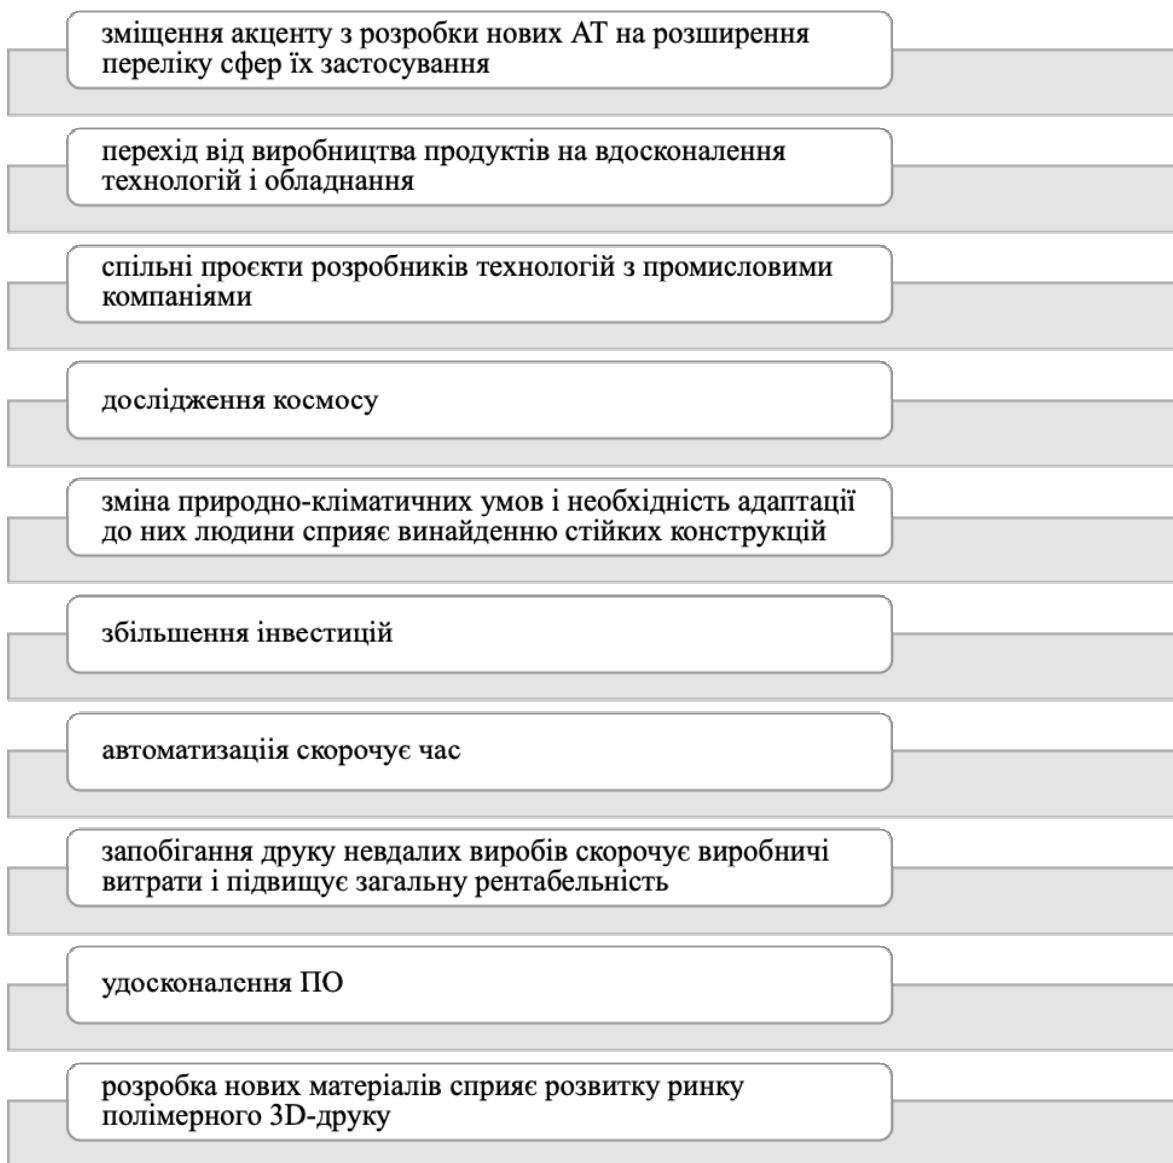 зміщення акценту з розробки нових АТ на розширення
переліку сфер їх застосування
перехід від виробництва продуктів на вдосконалення
технологій і обладнання
спільні проєкти розробників технологій з промисловими
компаніями
дослідження космосу
зміна природно-кліматичних умов і необхідність адаптації
до них людини сприяє винайденню стійких конструкцій
збільшення інвестицій
автоматизаціія скорочує час
запобігання друку невдалих виробів скорочує виробничі
витрати і підвищує загальну рентабельність
удосконалення ПО
розробка нових матеріалів сприяє розвитку ринку
полімерного 3D-друку